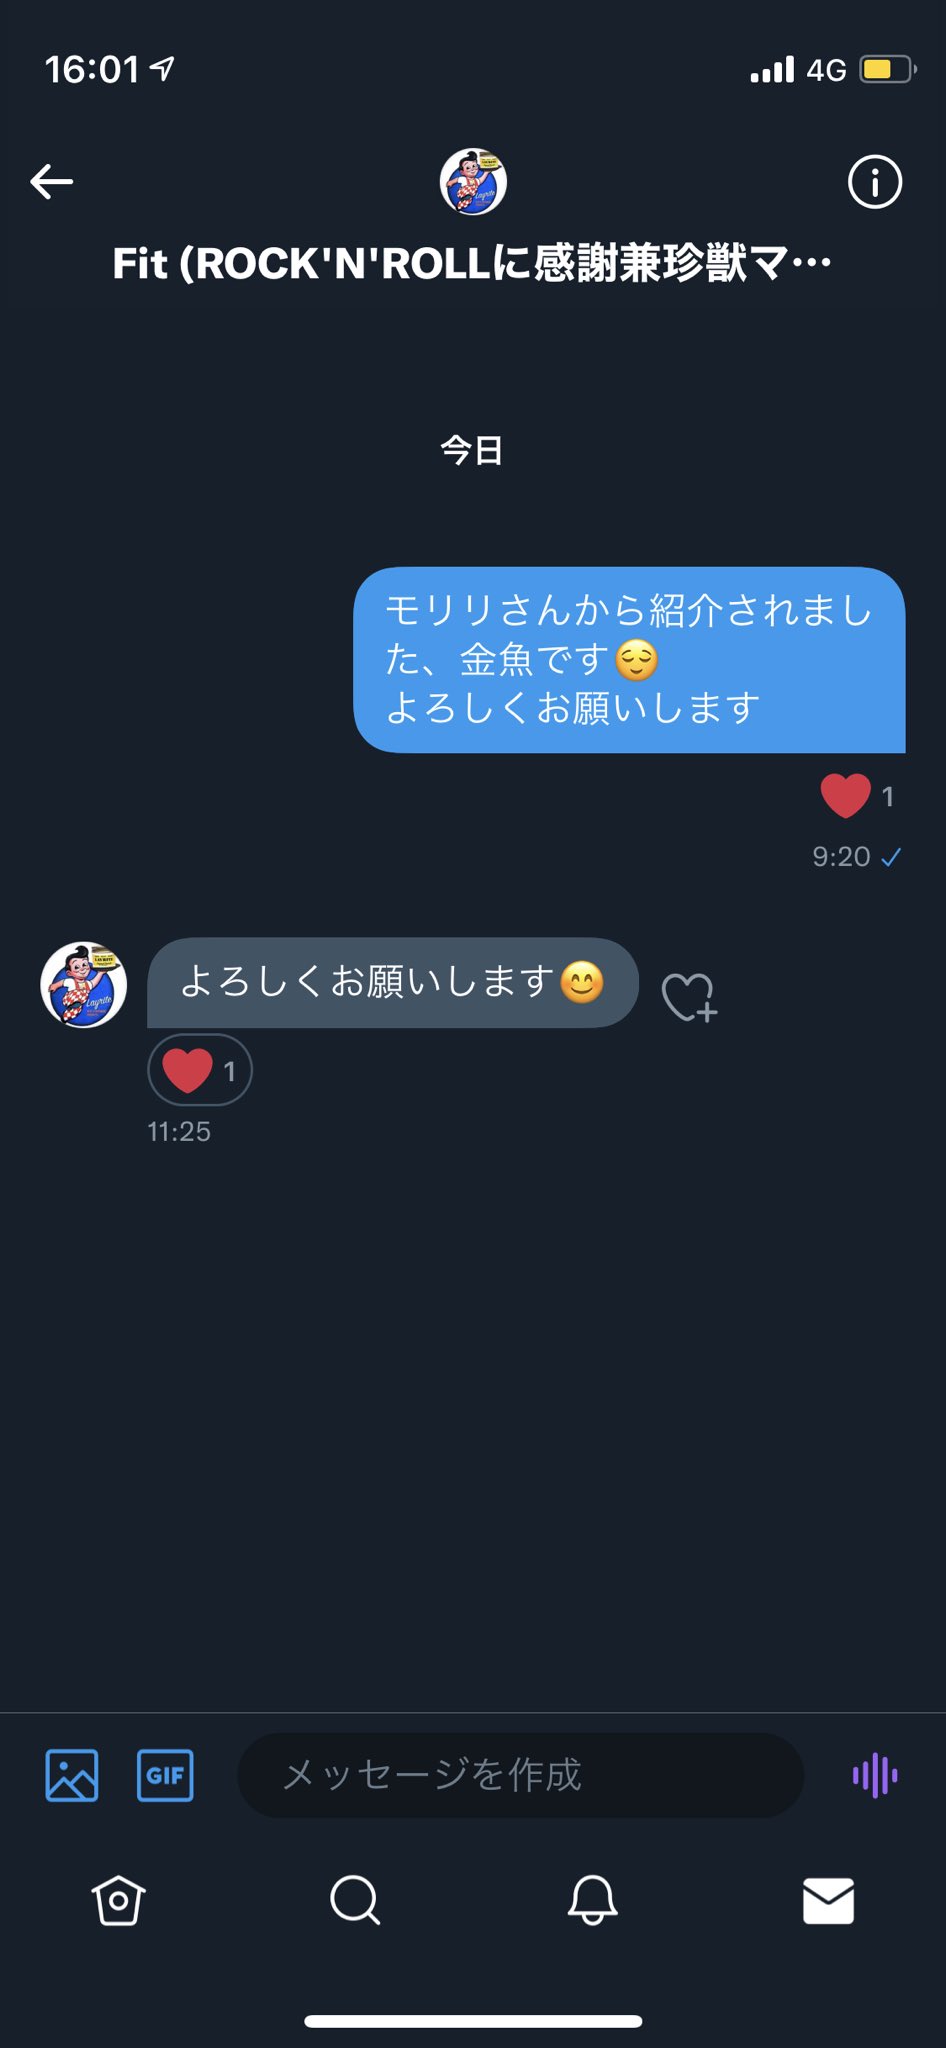 16:01
4G
Fit (ROCK'N'ROLLに感謝兼珍獣マ…
今日
モリリさんから紹介されまし
た、金魚です😌
よろしくお願いします
❤️ 1
9:20 ✓
よろしくお願いします😊
❤️ 1
11:25
GIF
メッセージを作成